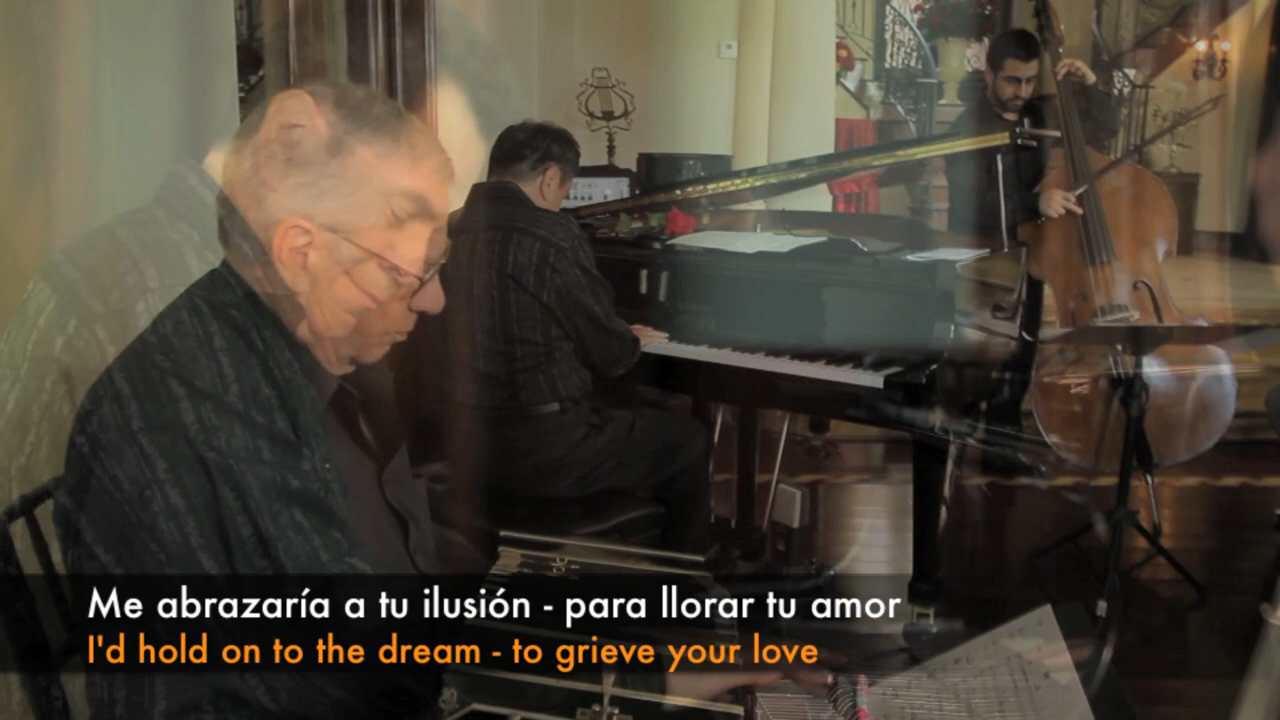 Me abrazaría a tu ilusión - para llorar tu amor
I'd hold on to the dream - to grieve your love